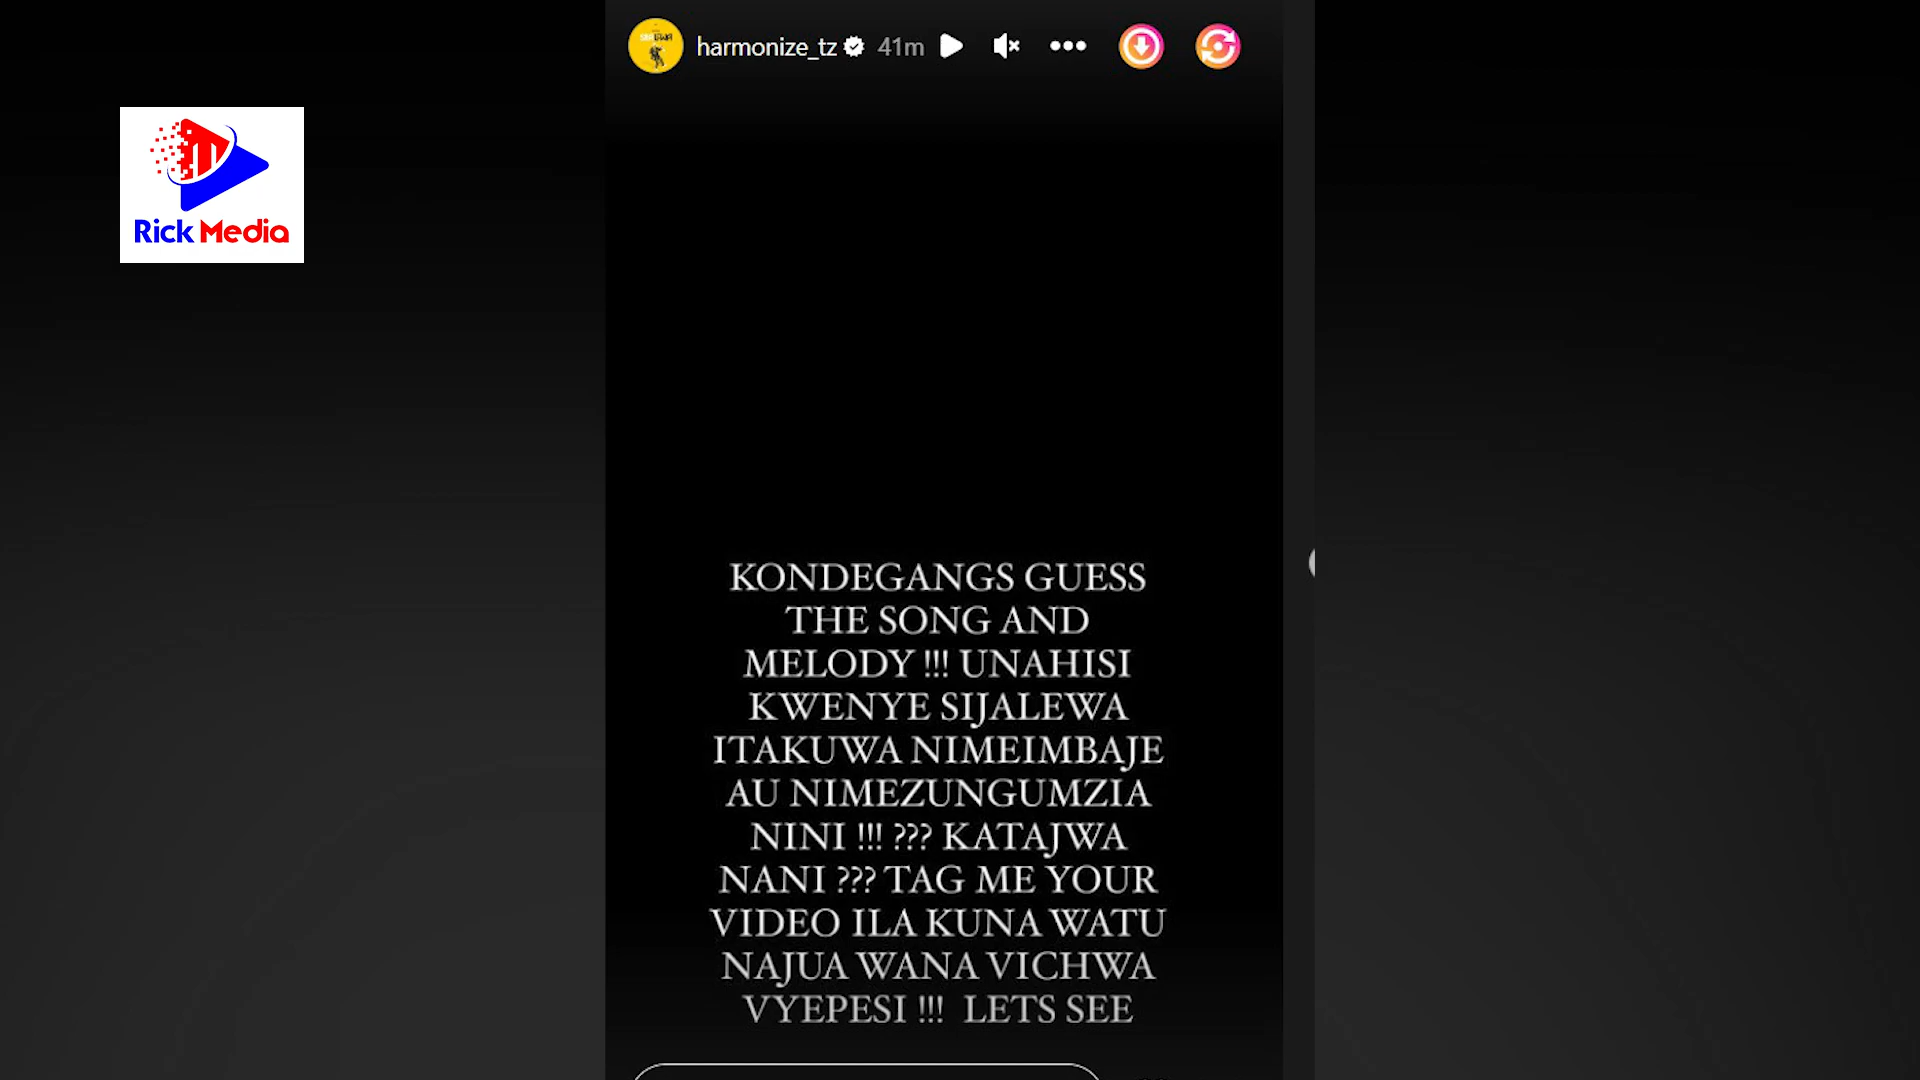 harmonize_tz 41m
Rick Media
KONDEGANGS GUESS
THE SONG AND
MELODY !!! UNAHISI
KWENYE SIJALEWA
ITAKUWA NIMEIMBAJE
AU NIMEZUNGUMZIA
NINI !!! ??? KATAJWA
NANI ??? TAG ME YOUR
VIDEO ILA KUNA WATU
NAJUA WANA VICHWA
VYEPESI !!! LETS SEE